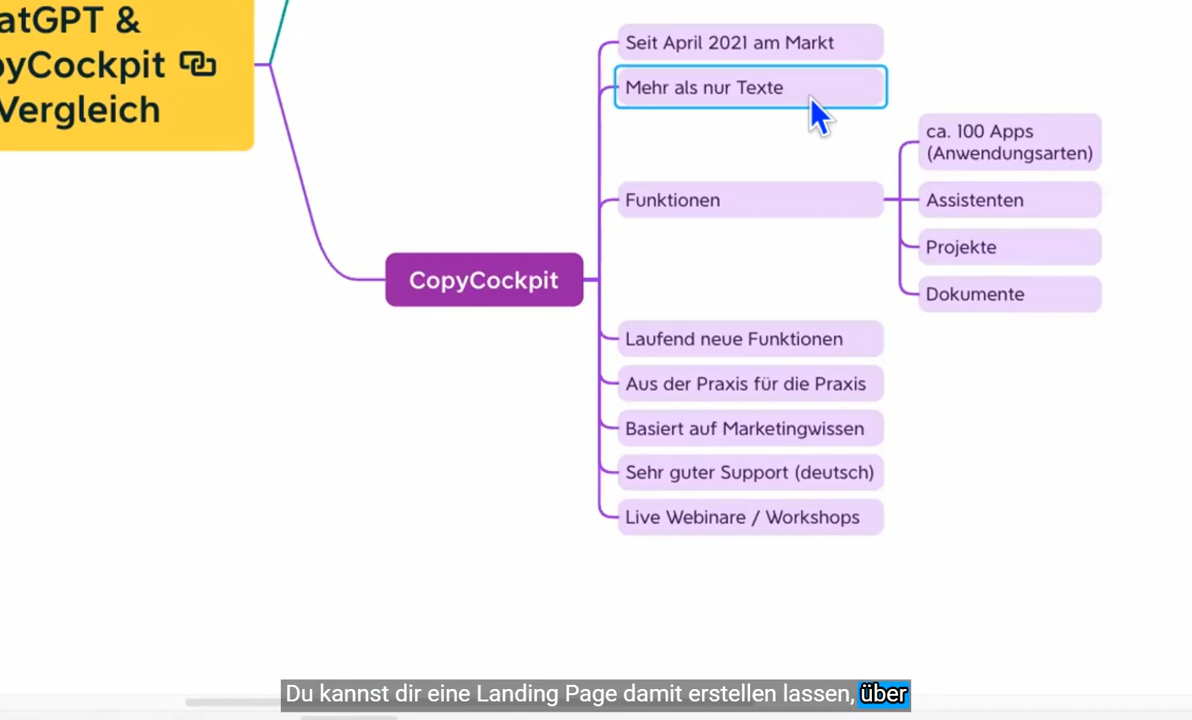 atGPT &
pyCockpit
Vergleich
CopyCockpit
Seit April 2021 am Markt
Mehr als nur Texte
Funktionen
ca. 100 Apps
(Anwendungsarten)
Assistenten
Projekte
Dokumente
Laufend neue Funktionen
Aus der Praxis für die Praxis
Basiert auf Marketingwissen
Sehr guter Support (deutsch)
Live Webinare / Workshops
Du kannst dir eine Landing Page damit erstellen lassen, über